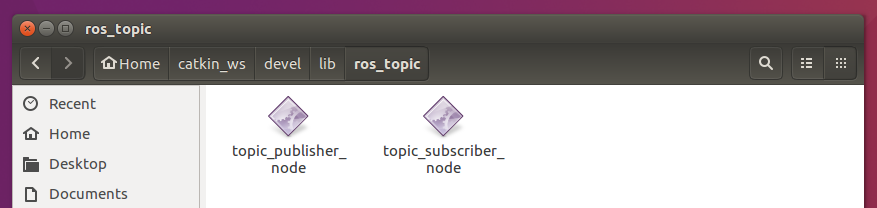 ros_topic
Home catkin_ws devel lib ros_topic
Recent
Home
Desktop
Documents
topic_publisher_
node
topic_subscriber_
node